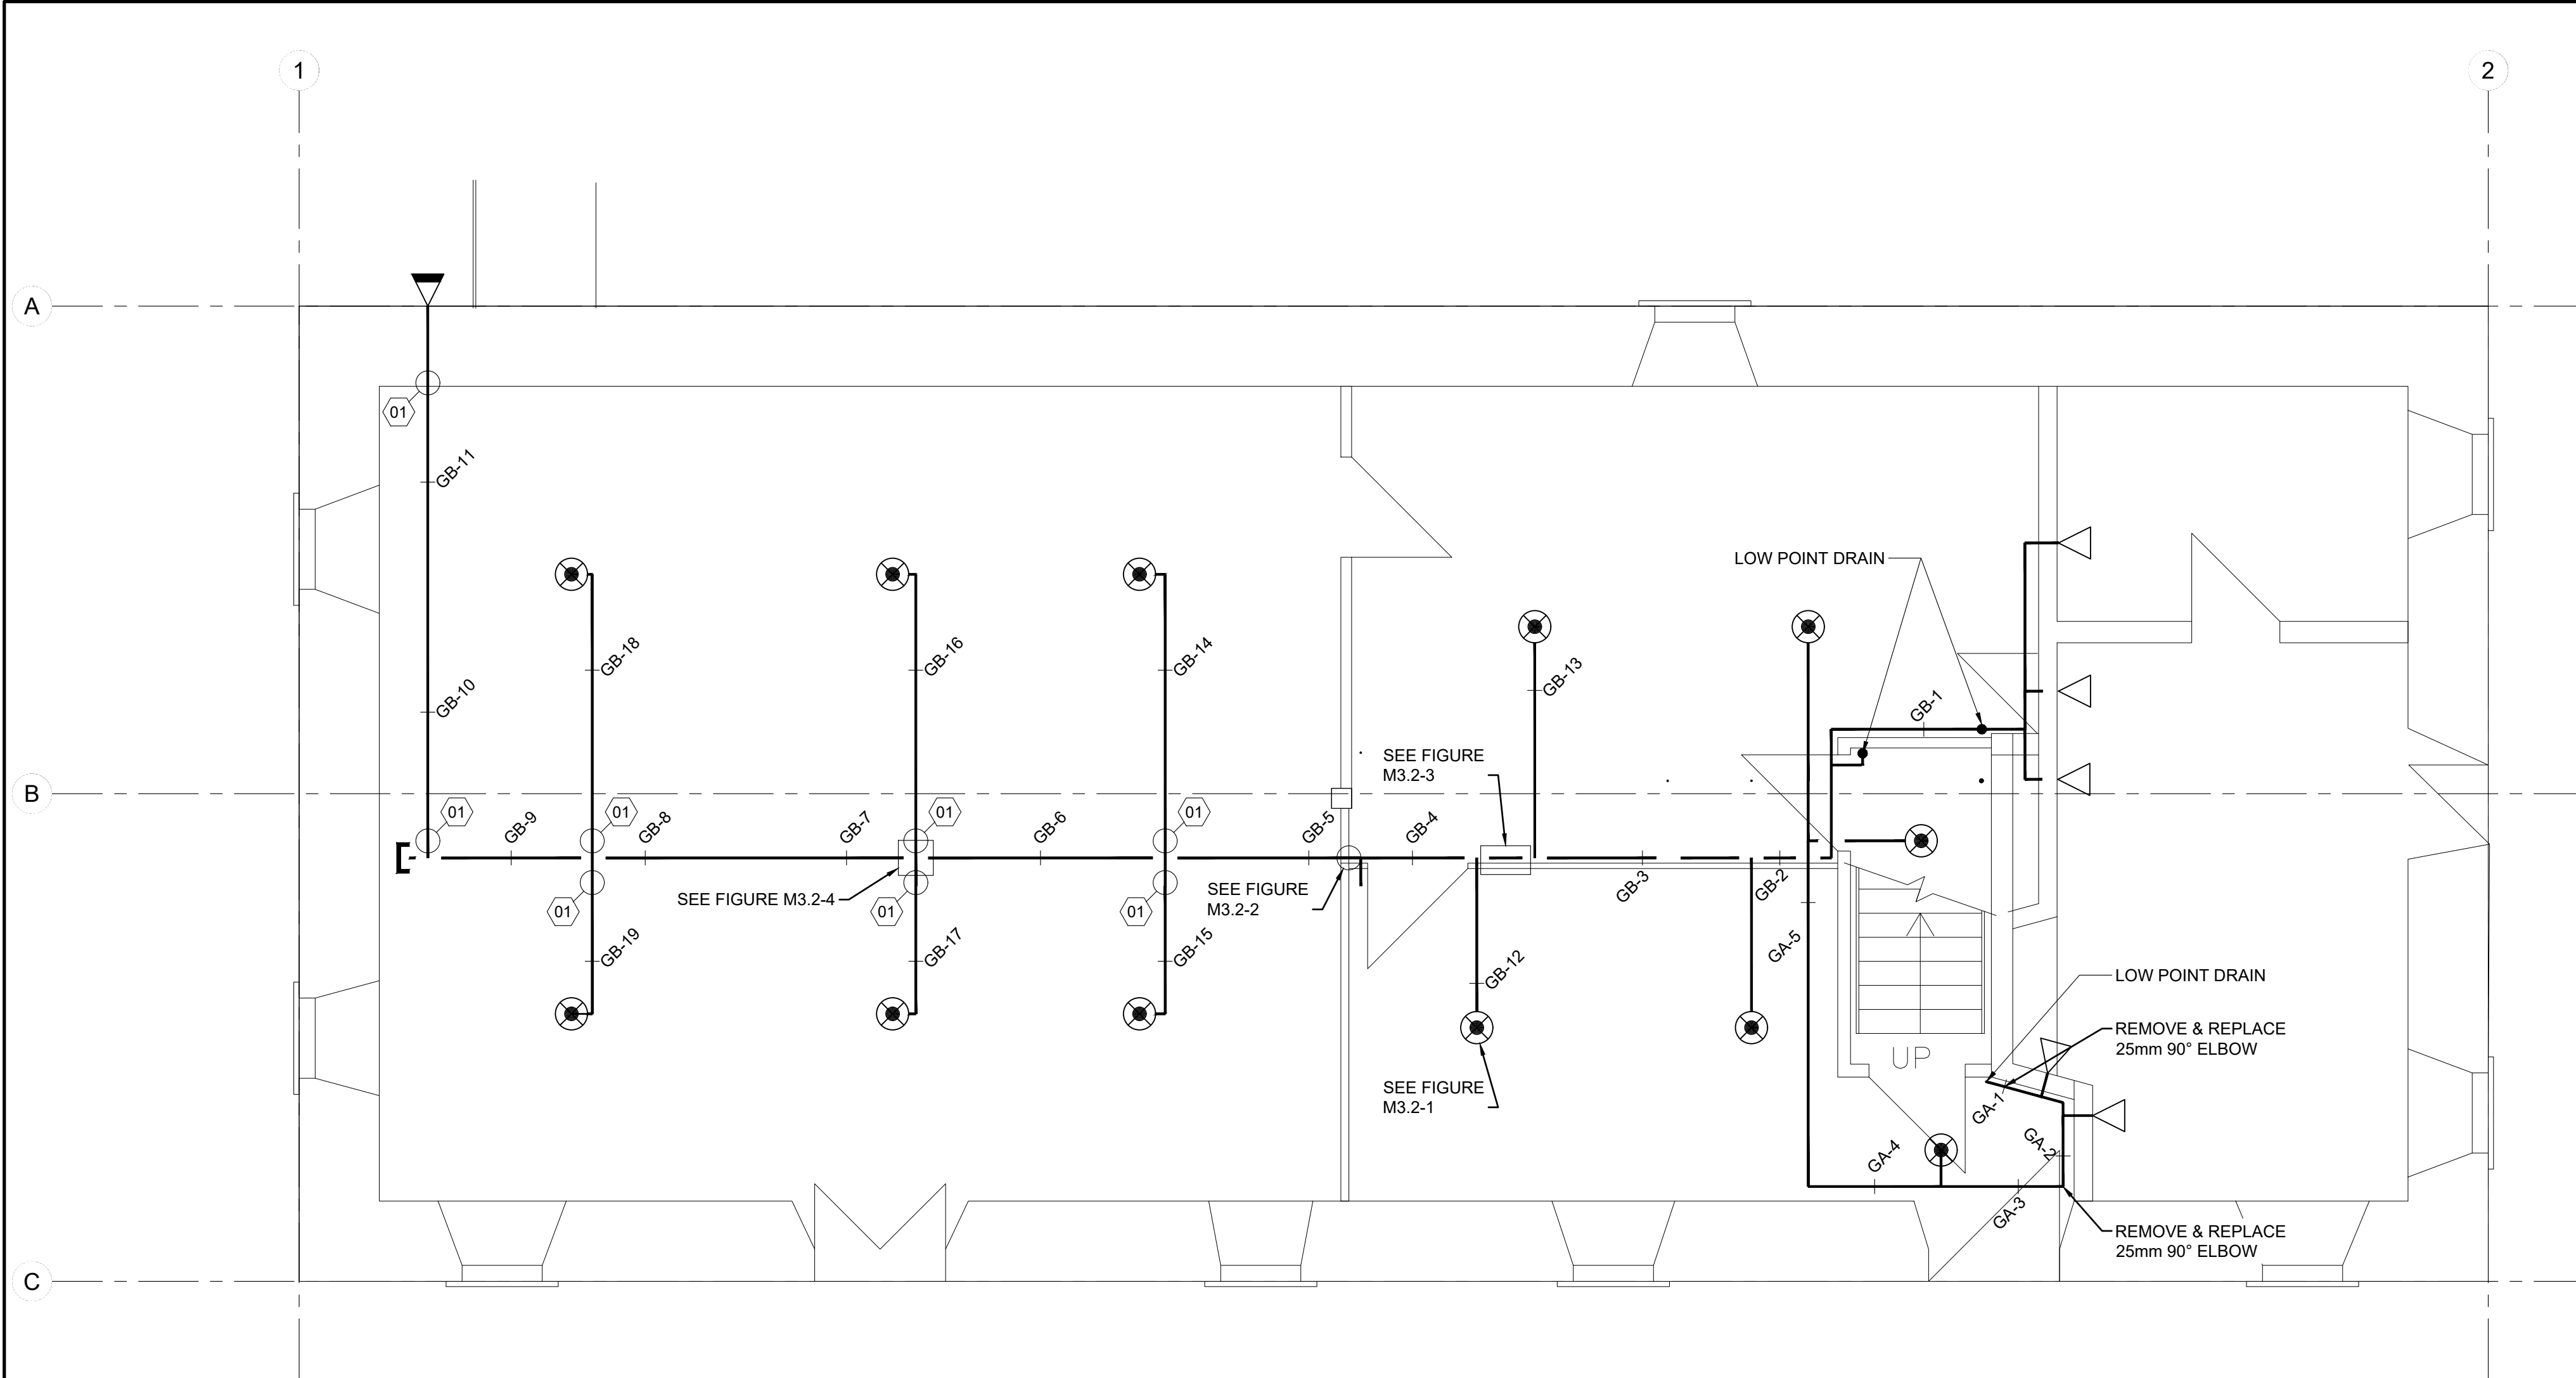 1
2
A
01
GB-11
GB-10
LOW POINT DRAIN
GB-18
GB-16
GB-14
GB-13
GB-1
SEE FIGURE
M3.2-3
B
01
GB-9
01
GB-8
GB-7
01
GB-6
01
GB-5
GB-4
GB-3
GB-2
SEE FIGURE M3.2-4
SEE FIGURE
M3.2-2
01
01
01
GB-19
GB-17
GB-15
GB-12
GA-5
LOW POINT DRAIN
REMOVE & REPLACE
25mm 90° ELBOW
UP
SEE FIGURE
M3.2-1
GA-1
GA-2
GA-4
GA-3
REMOVE & REPLACE
25mm 90° ELBOW
C